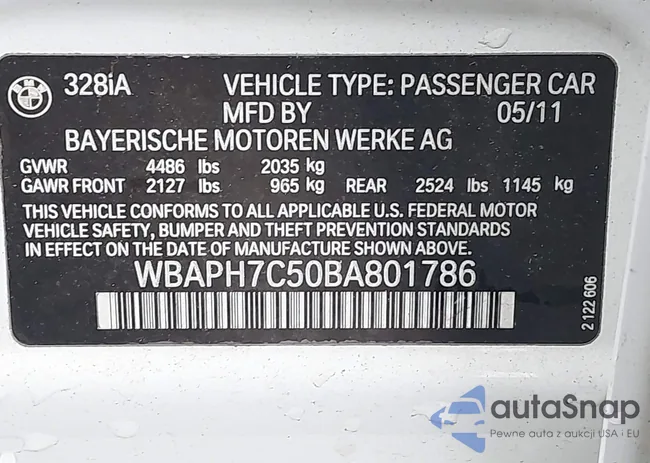 328iA VEHICLE TYPE: PASSENGER CAR
MFD BY 05/11
BAYERISCHE MOTOREN WERKE AG
GVWR 4486 lbs 2035 kg
GAWR FRONT 2127 lbs 965 kg REAR 2524 lbs 1145 kg
THIS VEHICLE CONFORMS TO ALL APPLICABLE U.S. FEDERAL MOTOR
VEHICLE SAFETY, BUMPER AND THEFT PREVENTION STANDARDS
IN EFFECT ON THE DATE OF MANUFACTURE SHOWN ABOVE.
WBAPH7C50BA801786
2 122 606
autaSnap
Pewne auta z aukcji USA i EU